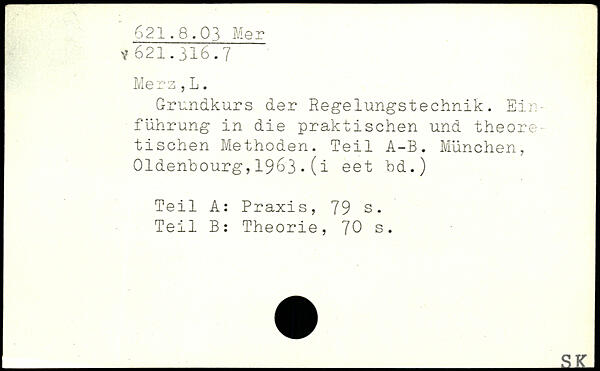 621.8.03 Mer
v 621.316.7
Merz,L.
Grundkurs der Regelungstechnik. Ein-
führung in die praktischen und theore-
tischen Methoden. Teil A-B. München,
Oldenbourg,1963.(i eet bd.)
Teil A: Praxis, 79 s.
Teil B: Theorie, 70 s.
SK